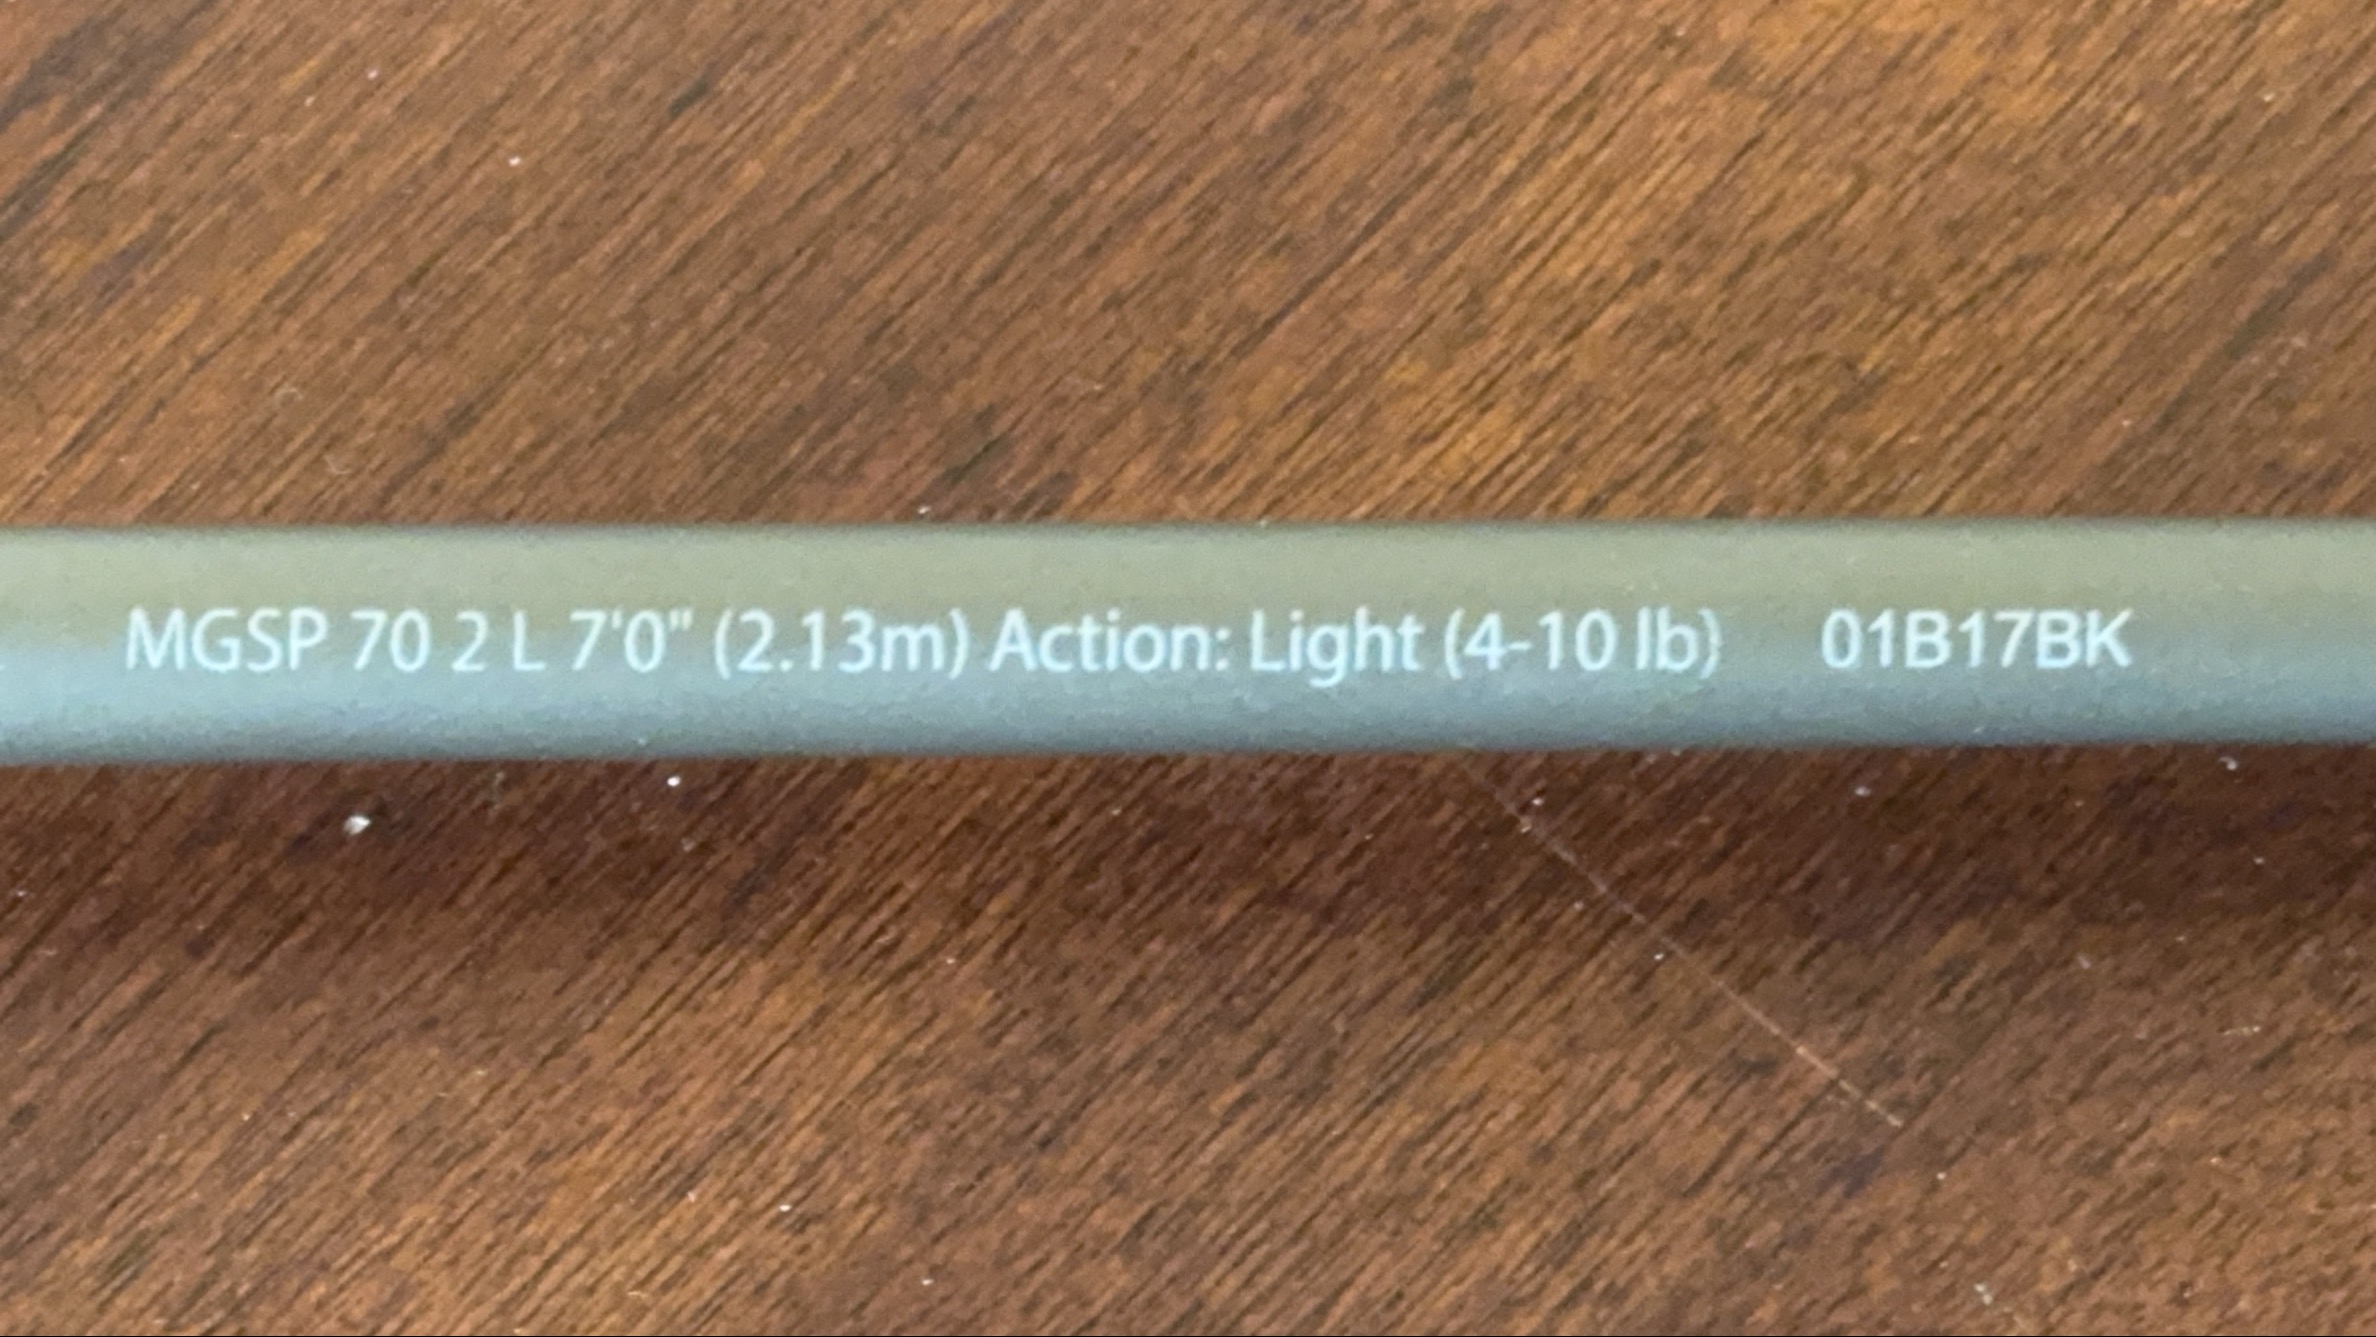 MGSP 70 2 L 7'0" (2.13m) Action: Light (4-10 lb) 01B17BK